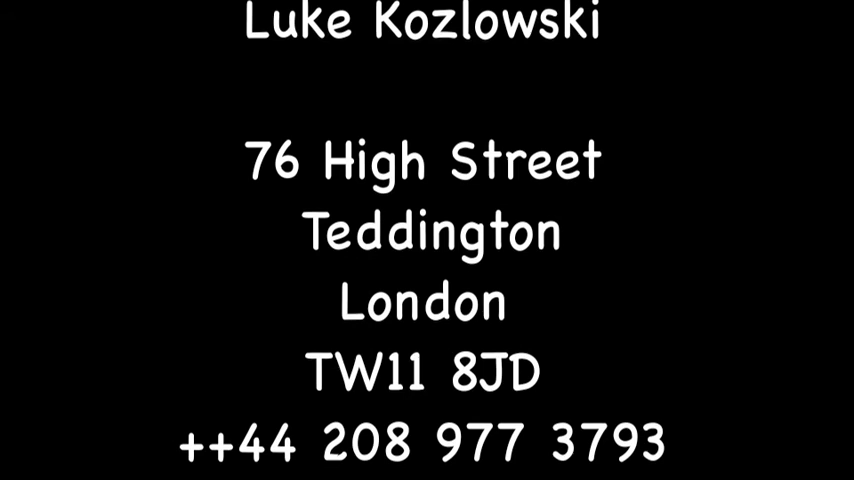 Luke Kozlowski
76 High Street
Teddington
London
TW11 8JD
++44 208 977 3793